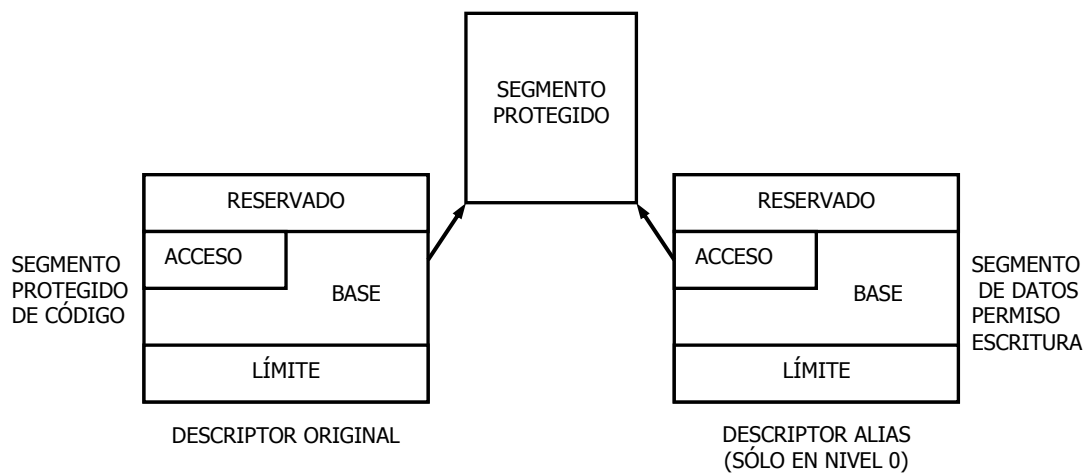 SEGMENTO
PROTEGIDO
RESERVADO
ACCESO
BASE
LÍMITE
SEGMENTO
PROTEGIDO
DE CÓDIGO
DESCRIPTOR ORIGINAL
RESERVADO
ACCESO
BASE
LÍMITE
SEGMENTO
DE DATOS
PERMISO
ESCRITURA
DESCRIPTOR ALIAS
(SÓLO EN NIVEL 0)